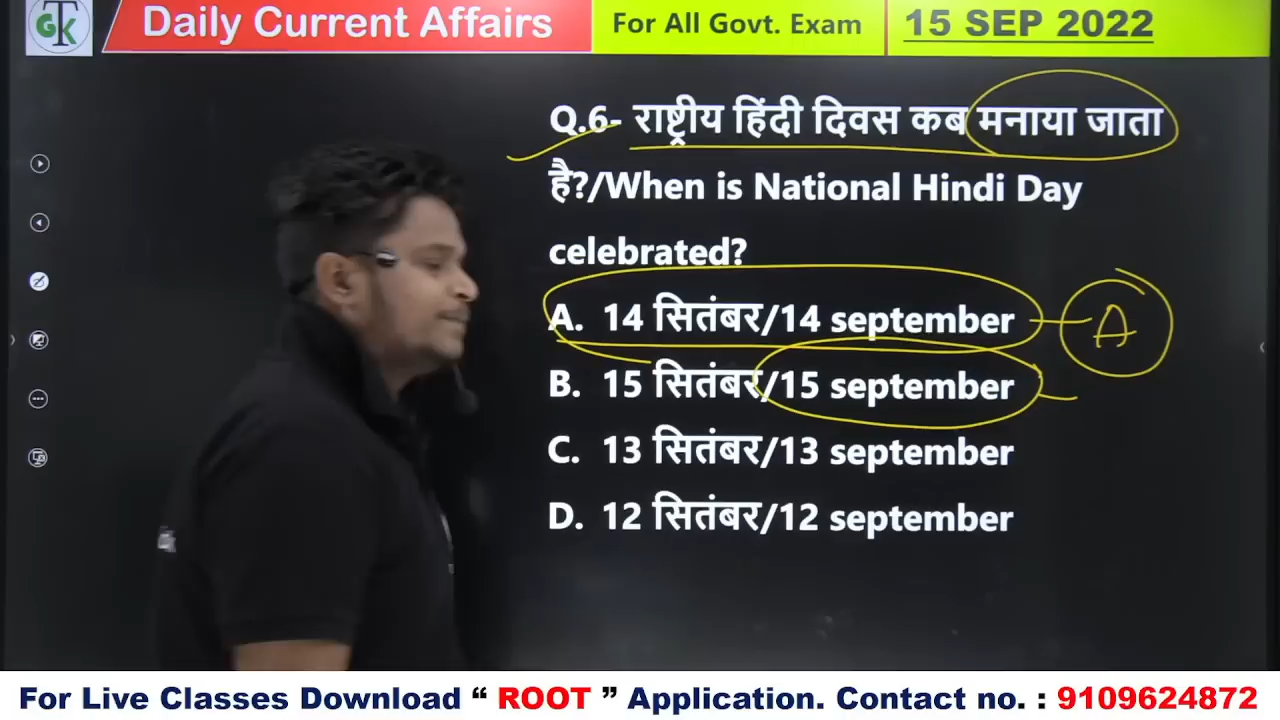 GTK
Daily Current Affairs
For All Govt. Exam
15 SEP 2022
Q.6- राष्ट्रीय हिंदी दिवस कब मनाया जाता
है?/When is National Hindi Day
celebrated?
A. 14 सितंबर/14 september
A
B. 15 सितंबर/15 september
C. 13 सितंबर/13 september
D. 12 सितंबर/12 september
For Live Classes Download “ ROOT ” Application. Contact no. : 9109624872